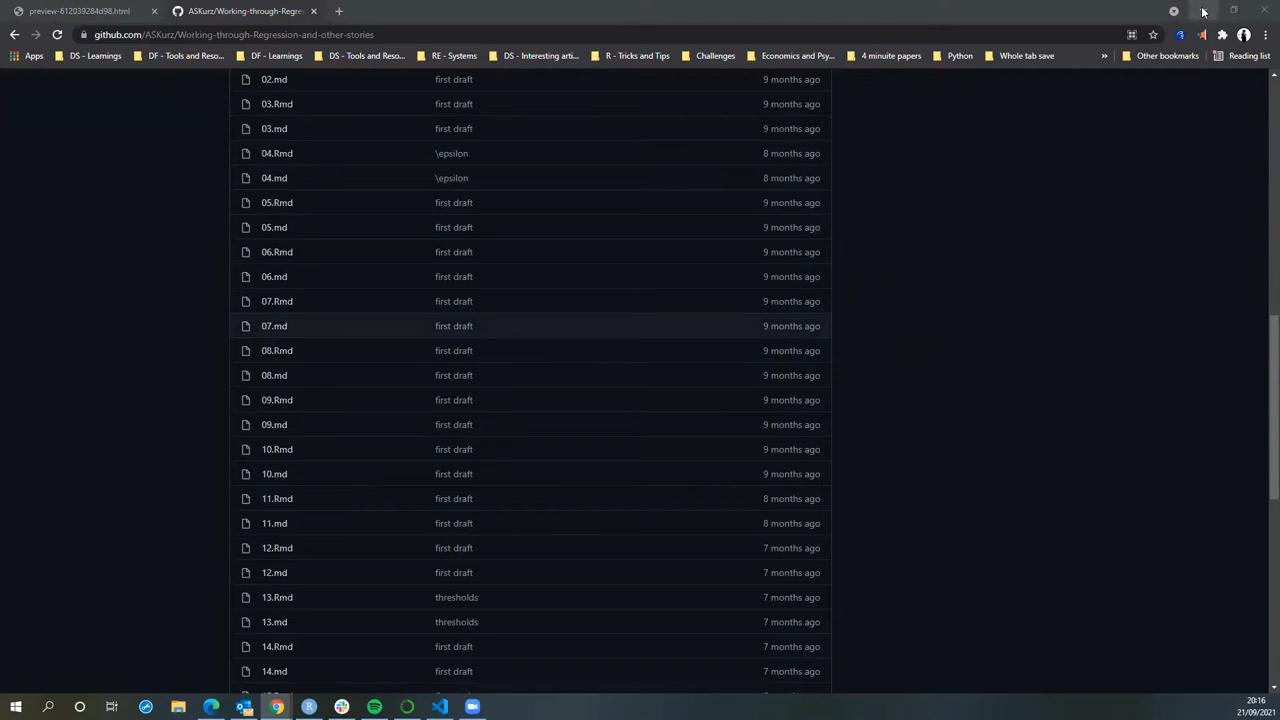 preview-612039284d98.html
ASKurz/Working-through-Regres
github.com/ASKurz/Working-through-Regression-and-other-stories
Apps DS - Learnings DF - Tools and Reso... DF - Learnings DS - Tools and Reso... RE - Systems DS - Interesting arti... R - Tricks and Tips Challenges Economics and Psy... 4 minuite papers Python Whole tab save » Other bookmarks Reading list
02.md first draft 9 months ago
03.Rmd first draft 9 months ago
03.md first draft 9 months ago
04.Rmd \epsilon 8 months ago
04.md \epsilon 8 months ago
05.Rmd first draft 9 months ago
05.md first draft 9 months ago
06.Rmd first draft 9 months ago
06.md first draft 9 months ago
07.Rmd first draft 9 months ago
07.md first draft 9 months ago
08.Rmd first draft 9 months ago
08.md first draft 9 months ago
09.Rmd first draft 9 months ago
09.md first draft 9 months ago
10.Rmd first draft 9 months ago
10.md first draft 9 months ago
11.Rmd first draft 8 months ago
11.md first draft 8 months ago
12.Rmd first draft 7 months ago
12.md first draft 7 months ago
13.Rmd thresholds 7 months ago
13.md thresholds 7 months ago
14.Rmd first draft 7 months ago
14.md first draft 7 months ago
20:16
21/09/2021